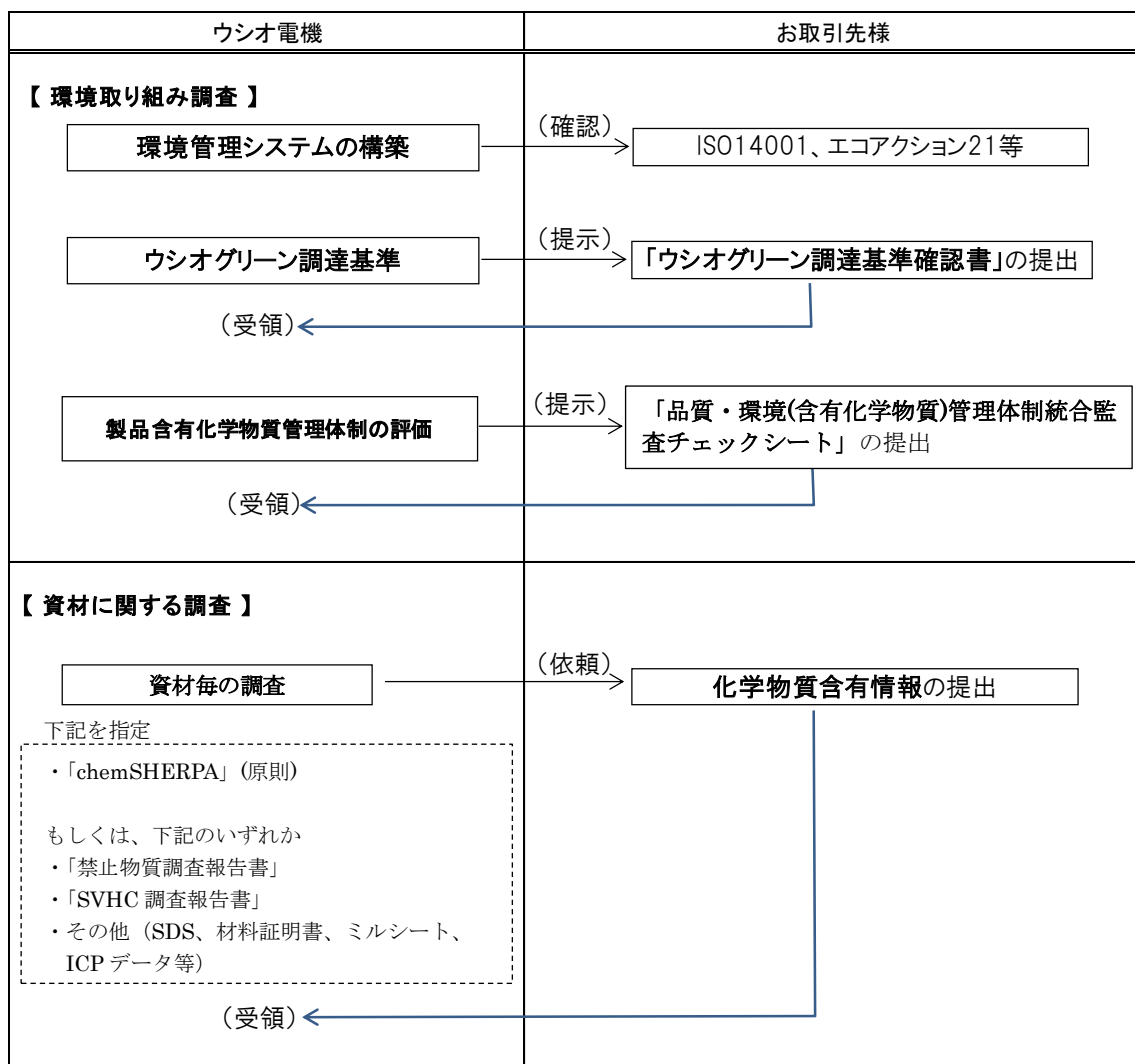 ウシオ電機
お取引先様
【 環境取り組み調査 】
環境管理システムの構築
（確認）
ISO14001、エコアクション21等
ウシオグリーン調達基準
（提示）
「ウシオグリーン調達基準確認書」の提出
（受領）
製品含有化学物質管理体制の評価
（提示）
「品質・環境(含有化学物質)管理体制統合監
査チェックシート」の提出
（受領）
【 資材に関する調査 】
資材毎の調査
（依頼）
化学物質含有情報の提出
下記を指定
・「chemSHERPA」(原則)
もしくは、下記のいずれか
・「禁止物質調査報告書」
・「SVHC 調査報告書」
・その他（SDS、材料証明書、ミルシート、
ICP データ等）
（受領）